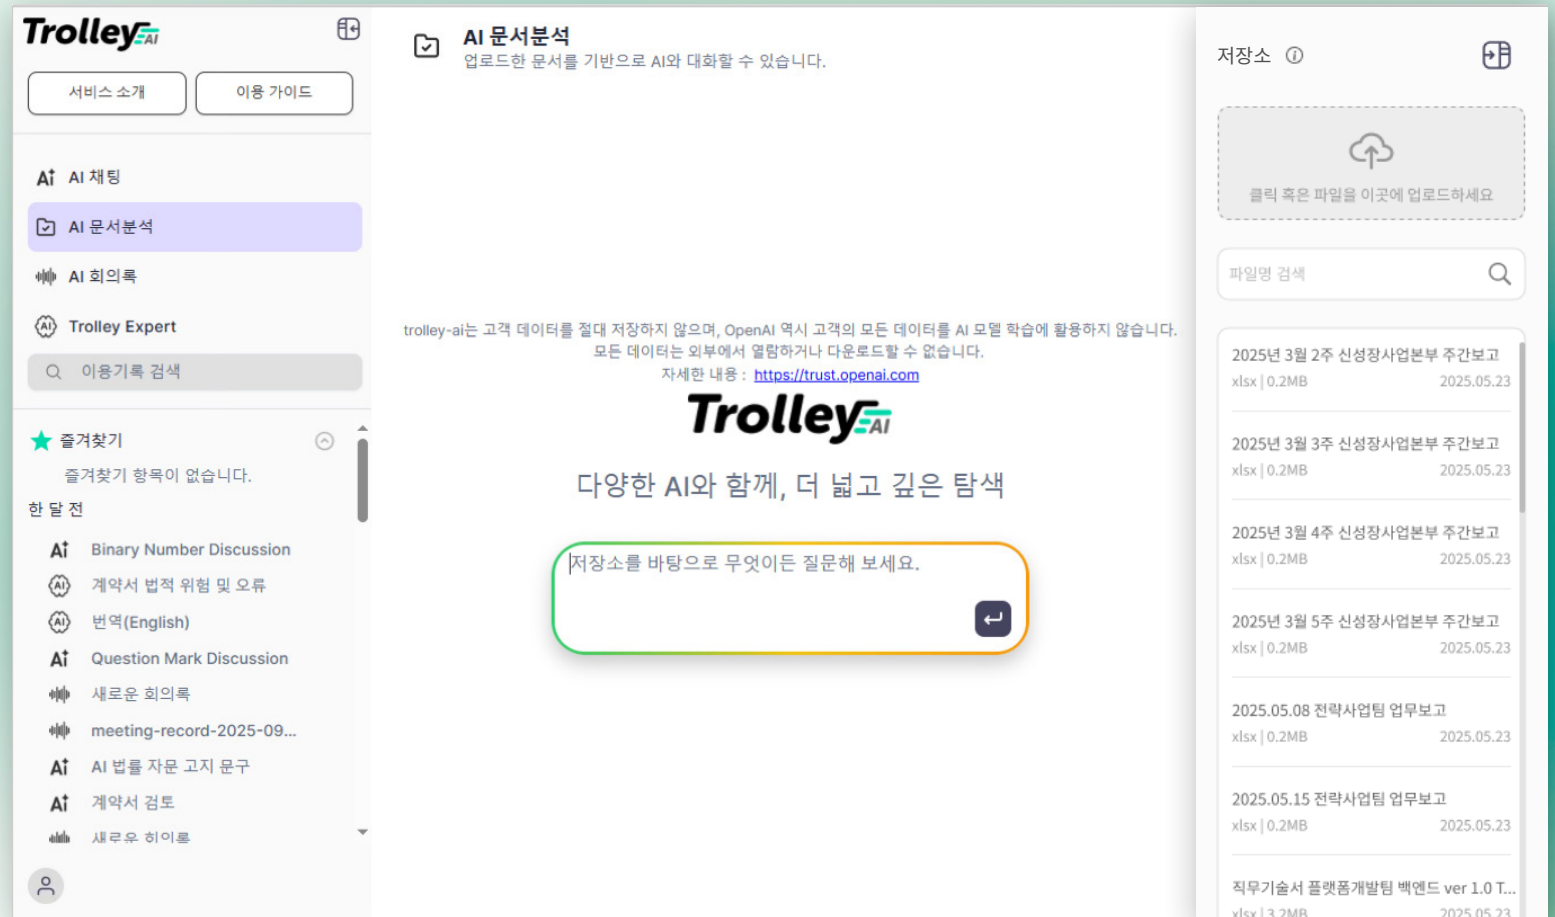 Trolley AI
서비스 소개
이용 가이드
AI 채팅
AI 문서분석
AI 회의록
Trolley Expert
이용기록 검색
즐겨찾기
즐겨찾기 항목이 없습니다.
한 달 전
Binary Number Discussion
계약서 법적 위험 및 오류
번역(English)
Question Mark Discussion
새로운 회의록
meeting-record-2025-09...
AI 법률 자문 고지 문구
계약서 검토
새로운 회의록
AI 문서분석
업로드한 문서를 기반으로 AI와 대화할 수 있습니다.
trolley-ai는 고객 데이터를 절대 저장하지 않으며, OpenAI 역시 고객의 모든 데이터를 AI 모델 학습에 활용하지 않습니다.
모든 데이터는 외부에서 열람하거나 다운로드할 수 없습니다.
자세한 내용 : https://trust.openai.com
Trolley AI
다양한 AI와 함께, 더 넓고 깊은 탐색
저장소를 바탕으로 무엇이든 질문해 보세요.
저장소
클릭 혹은 파일을 이곳에 업로드하세요
파일명 검색
2025년 3월 2주 신성장사업본부 주간보고
xlsx | 0.2MB 2025.05.23
2025년 3월 3주 신성장사업본부 주간보고
xlsx | 0.2MB 2025.05.23
2025년 3월 4주 신성장사업본부 주간보고
xlsx | 0.2MB 2025.05.23
2025년 3월 5주 신성장사업본부 주간보고
xlsx | 0.2MB 2025.05.23
2025.05.08 전략사업팀 업무보고
xlsx | 0.2MB 2025.05.23
2025.05.15 전략사업팀 업무보고
xlsx | 0.2MB 2025.05.23
직무기술서 플랫폼개발팀 백엔드 ver 1.0 T...
xlsx | 3.2MB 2025.05.23